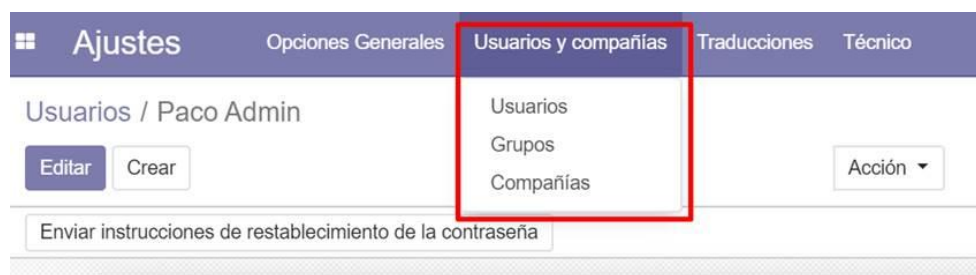 Ajustes Opciones Generales Usuarios y compañías Traducciones Técnico
Usuarios / Paco Admin
Usuarios
Grupos
Compañías
Editar Crear
Acción
Enviar instrucciones de restablecimiento de la contraseña